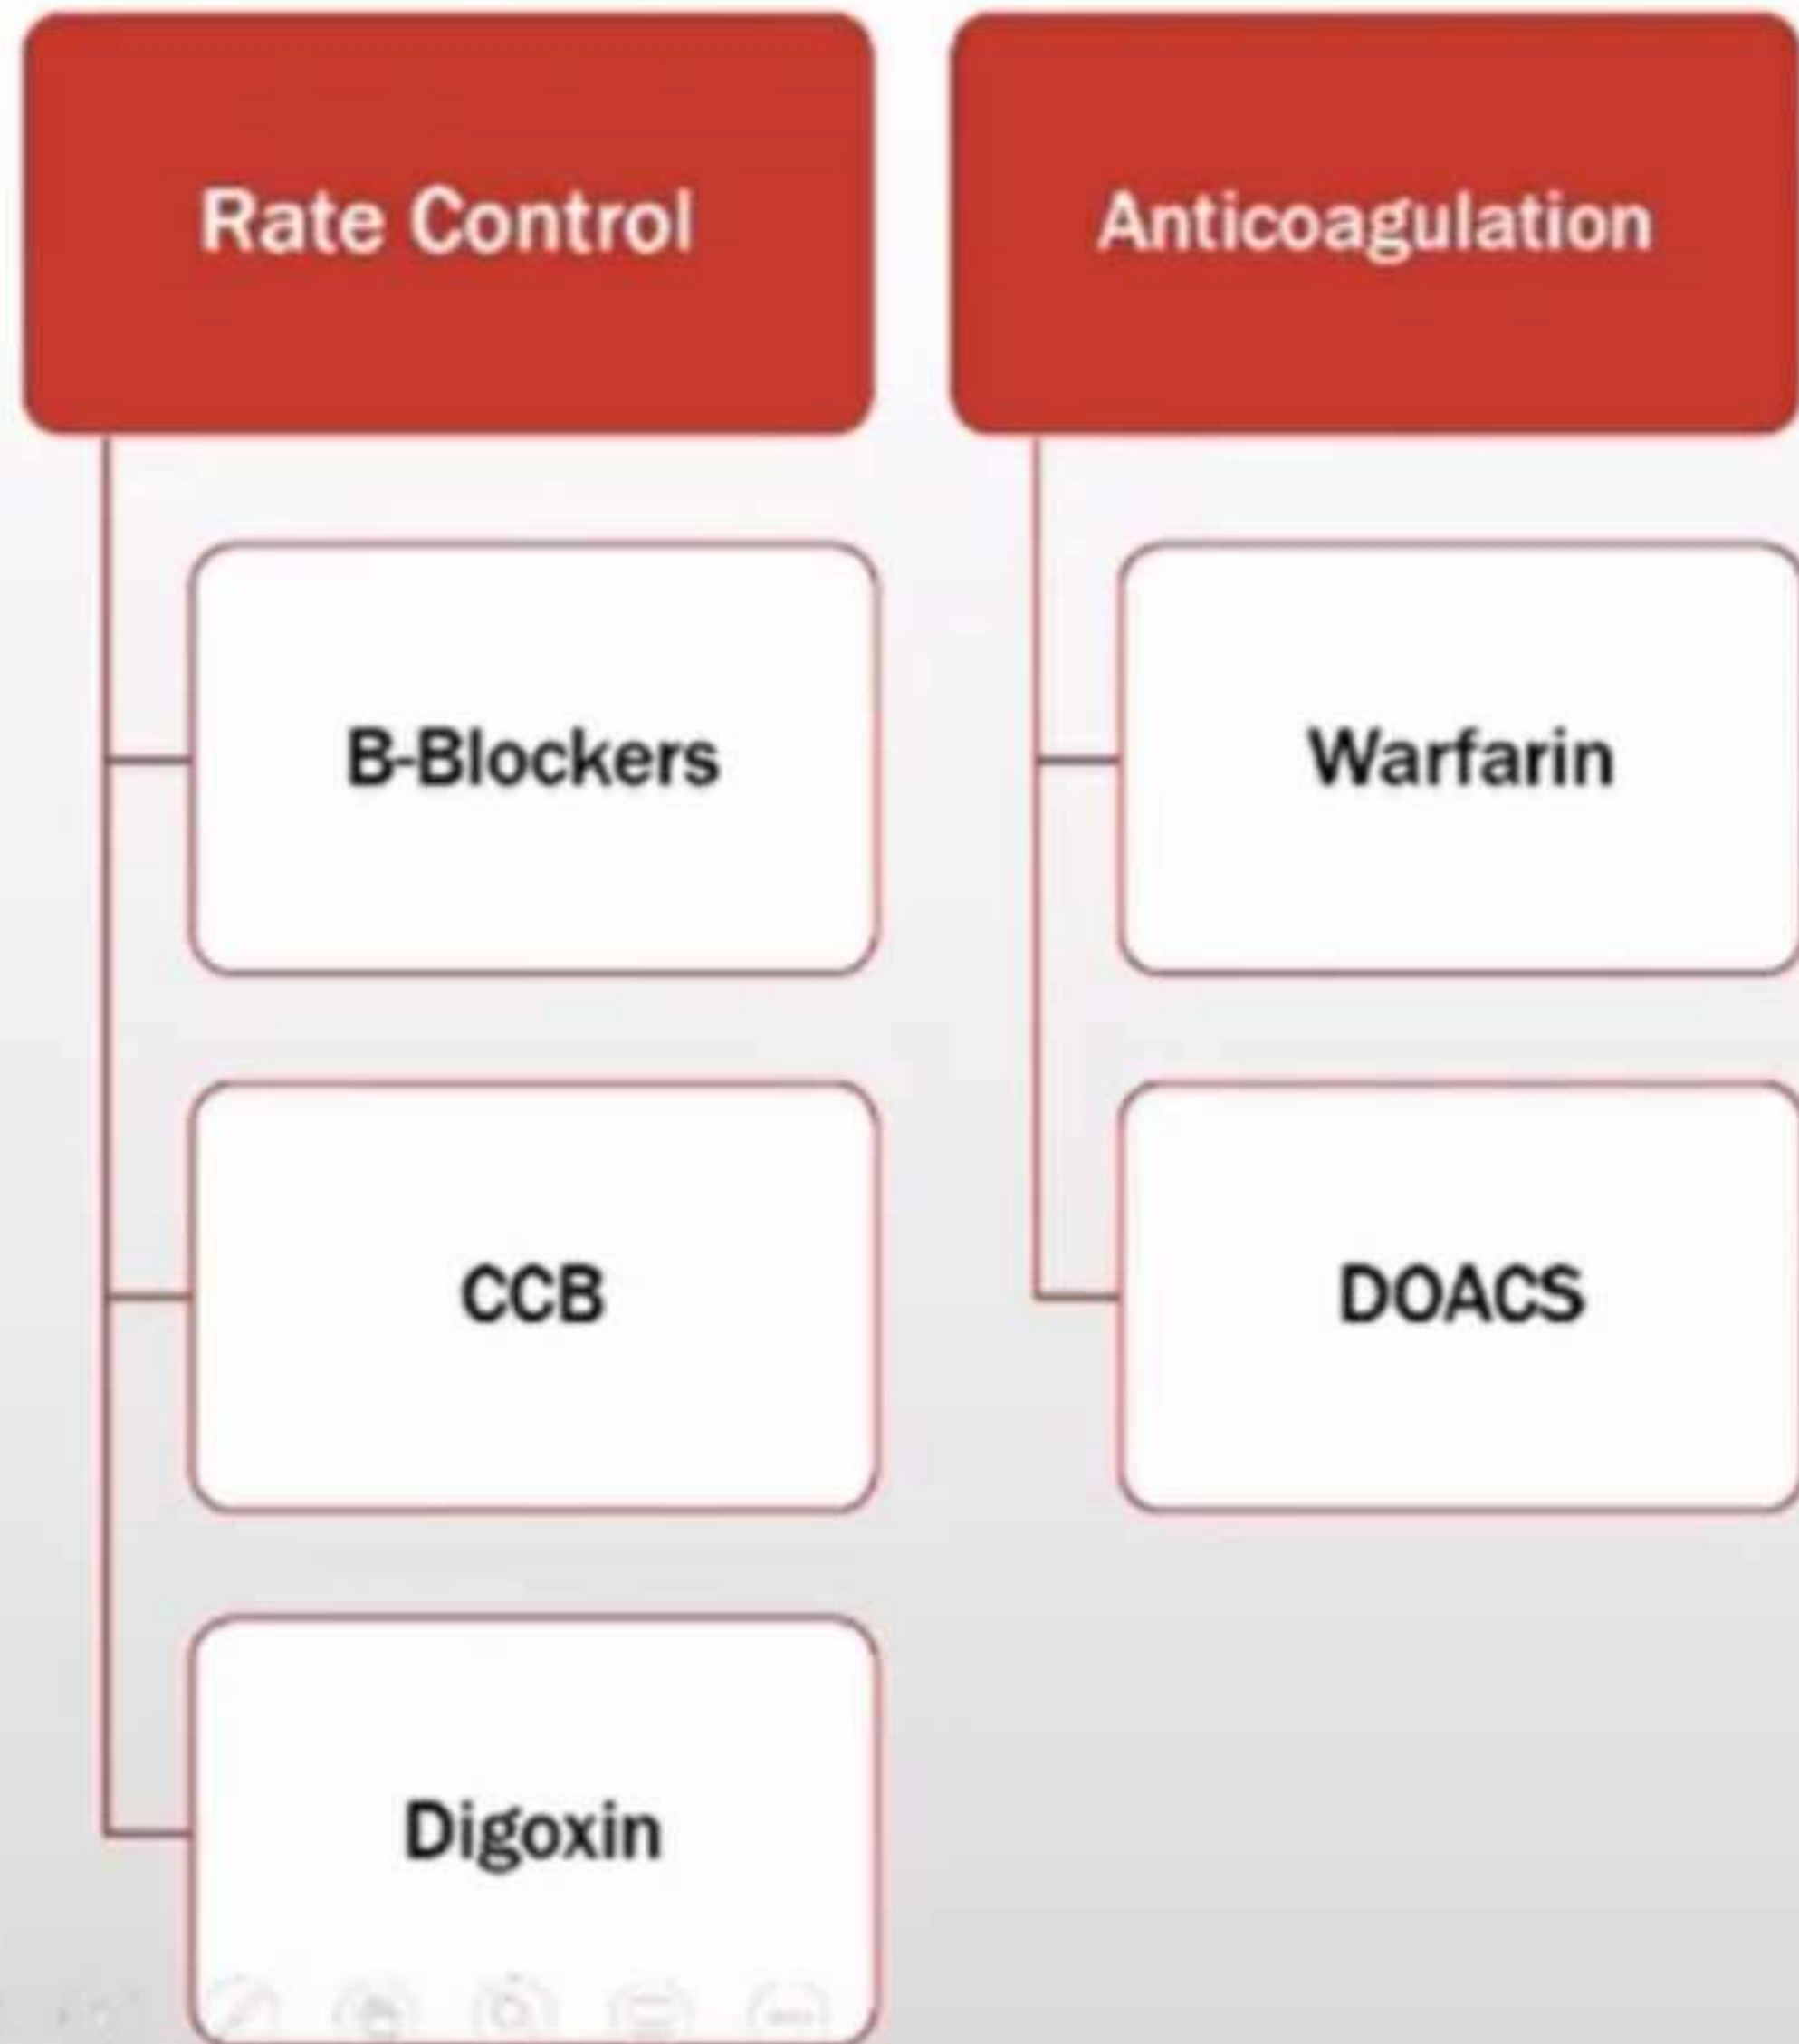 Rate Control
B-Blockers
CCB
Digoxin
Anticoagulation
Warfarin
DOACS